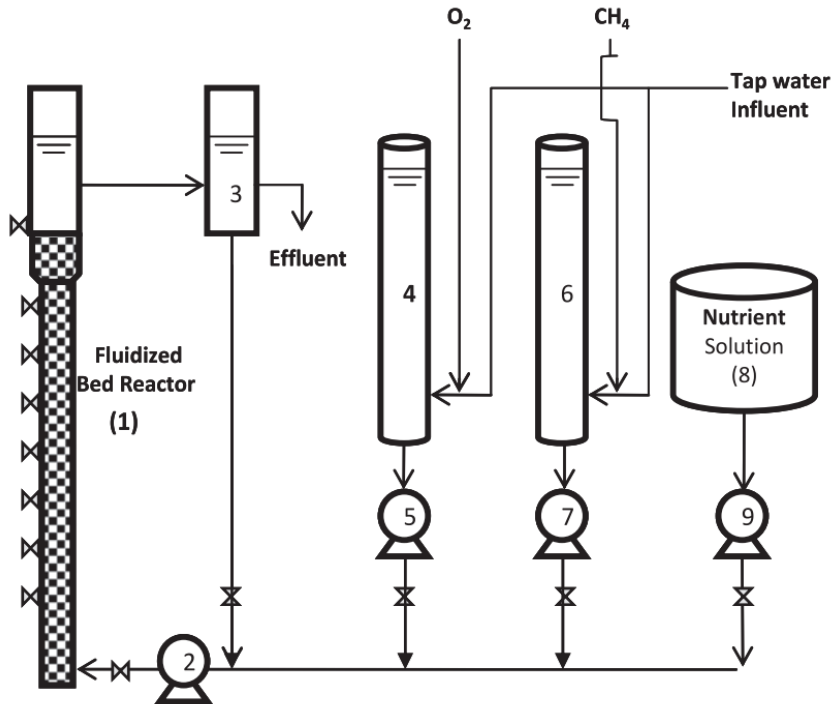 O₂
CH₄
Tap water
Influent
3
Effluent
4
6
Nutrient
Solution
(8)
Fluidized
Bed Reactor
(1)
5
7
9
2